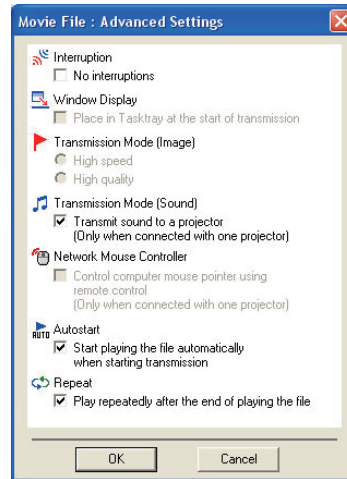 Movie File : Advanced Settings
Interruption
No interruptions
Window Display
Place in Tasktray at the start of transmission
Transmission Mode (Image)
High speed
High quality
Transmission Mode (Sound)
Transmit sound to a projector
(Only when connected with one projector)
Network Mouse Controller
Control computer mouse pointer using
remote control
(Only when connected with one projector)
AUTO Autostart
Start playing the file automatically
when starting transmission
Repeat
Play repeatedly after the end of playing the file
OK Cancel